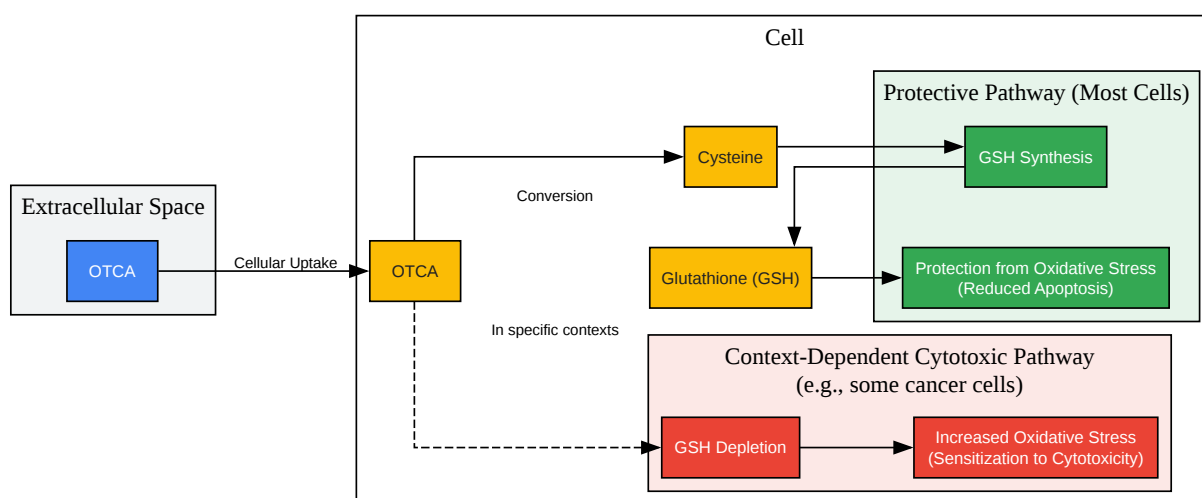 Cell
Protective Pathway (Most Cells)
Cysteine
GSH Synthesis
Conversion
Extracellular Space
OTCA
Cellular Uptake
OTCA
Glutathione (GSH)
Protection from Oxidative Stress
(Reduced Apoptosis)
In specific contexts
Context-Dependent Cytotoxic Pathway
(e.g., some cancer cells)
GSH Depletion
Increased Oxidative Stress
(Sensitization to Cytotoxicity)